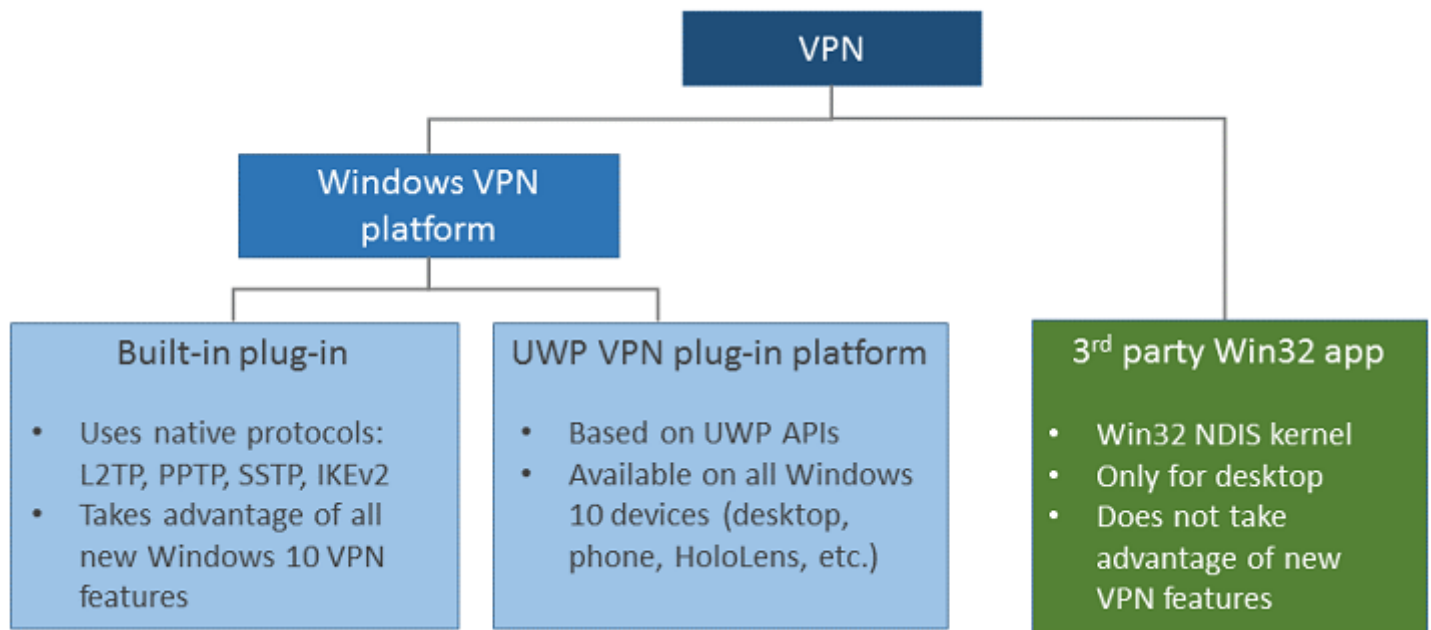 VPN
Windows VPN
platform
Built-in plug-in
• Uses native protocols:
L2TP, PPTP, SSTP, IKEv2
• Takes advantage of all
new Windows 10 VPN
features
UWP VPN plug-in platform
• Based on UWP APIs
• Available on all Windows
10 devices (desktop,
phone, HoloLens, etc.)
3rd party Win32 app
• Win32 NDIS kernel
• Only for desktop
• Does not take
advantage of new
VPN features